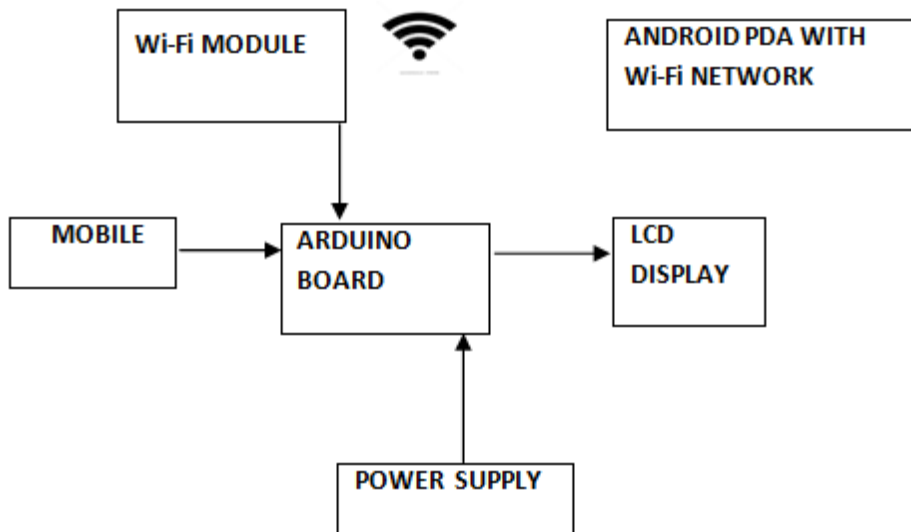 Wi-Fi MODULE
ANDROID PDA WITH
Wi-Fi NETWORK
MOBILE
ARDUINO
BOARD
LCD
DISPLAY
POWER SUPPLY